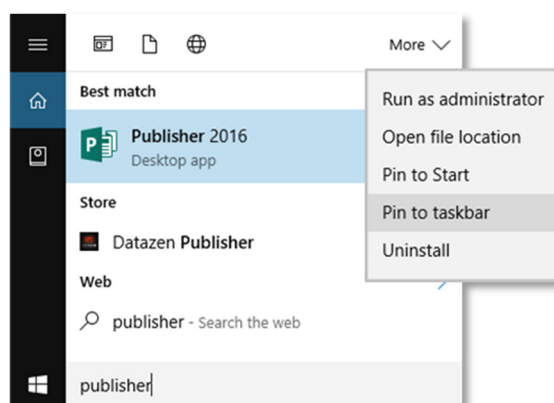 More
Best match
Publisher 2016
Desktop app
Store
Datazen Publisher
Web
publisher - Search the web
publisher
Run as administrator
Open file location
Pin to Start
Pin to taskbar
Uninstall